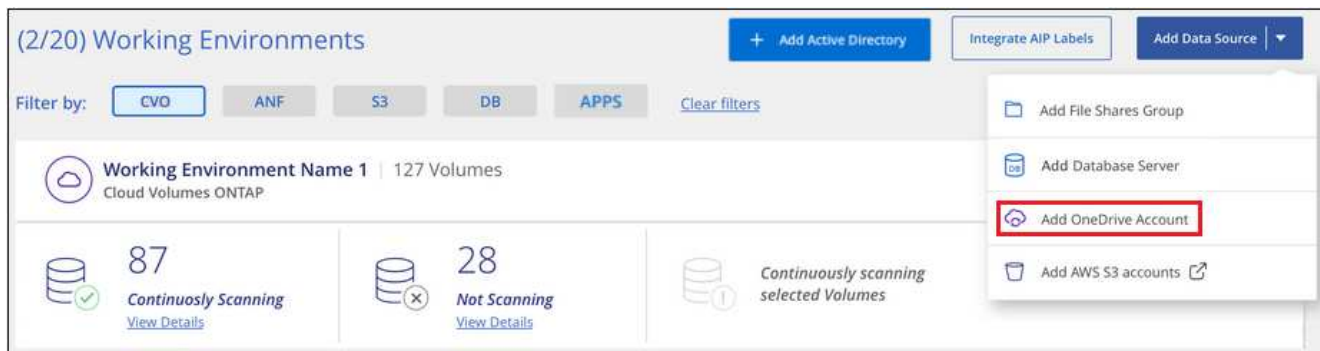 (2/20) Working Environments
+ Add Active Directory
Integrate AIP Labels
Add Data Source
Filter by:
CVO
ANF
S3
DB
APPS
Clear filters
Add File Shares Group
DB
Add Database Server
Add OneDrive Account
Add AWS S3 accounts
Working Environment Name 1 | 127 Volumes
Cloud Volumes ONTAP
87
Continuosly Scanning
View Details
28
Not Scanning
View Details
Continuously scanning
selected Volumes